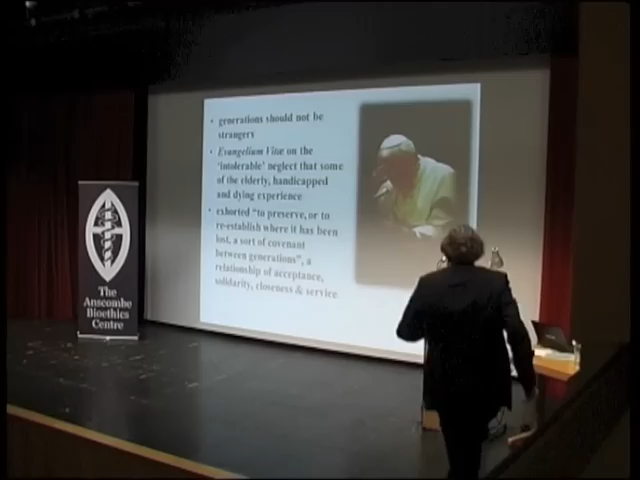 • generations should not be
strangers
• Evangelium Vitæ on the
'intolerable' neglect that some
of the elderly, handicapped
and dying experience
• exhorted "to preserve, or to
re-establish where it has been
lost, a sort of covenant
between generations", a
relationship of acceptance,
solidarity, closeness & service
The
Anscombe
Bioethics
Centre